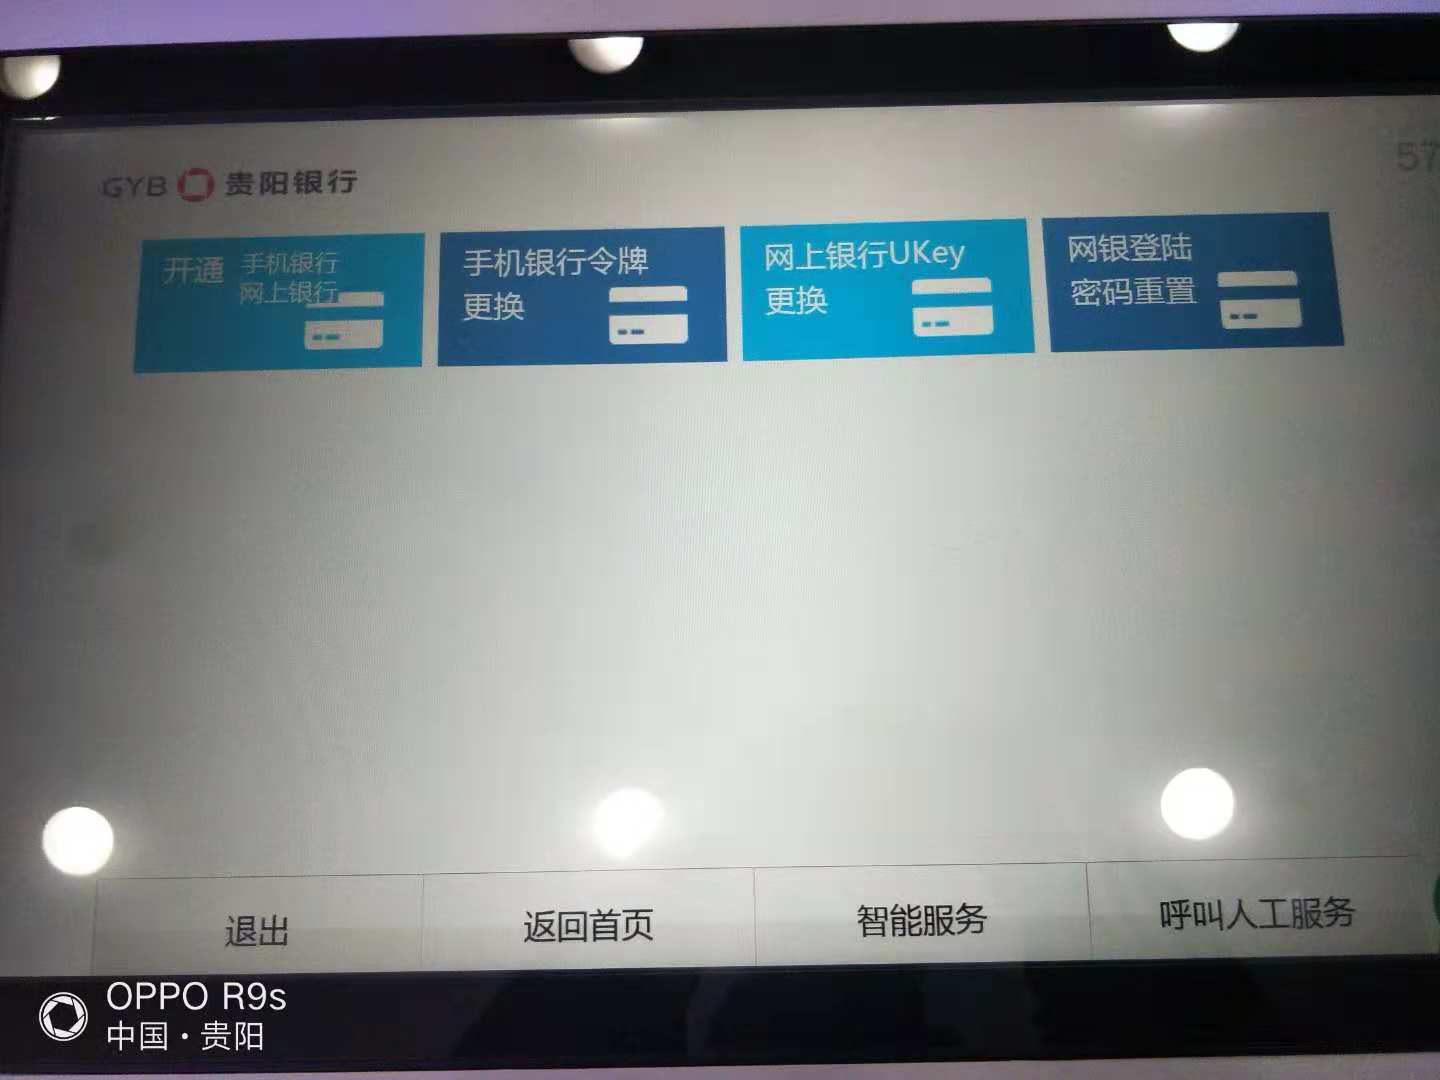 57
GYB 贵阳银行
开通 手机银行
网上银行
手机银行令牌
更换
网上银行UKey
更换
网银登陆
密码重置
退出
返回首页
智能服务
呼叫人工服务
OPPO R9s
中国·贵阳